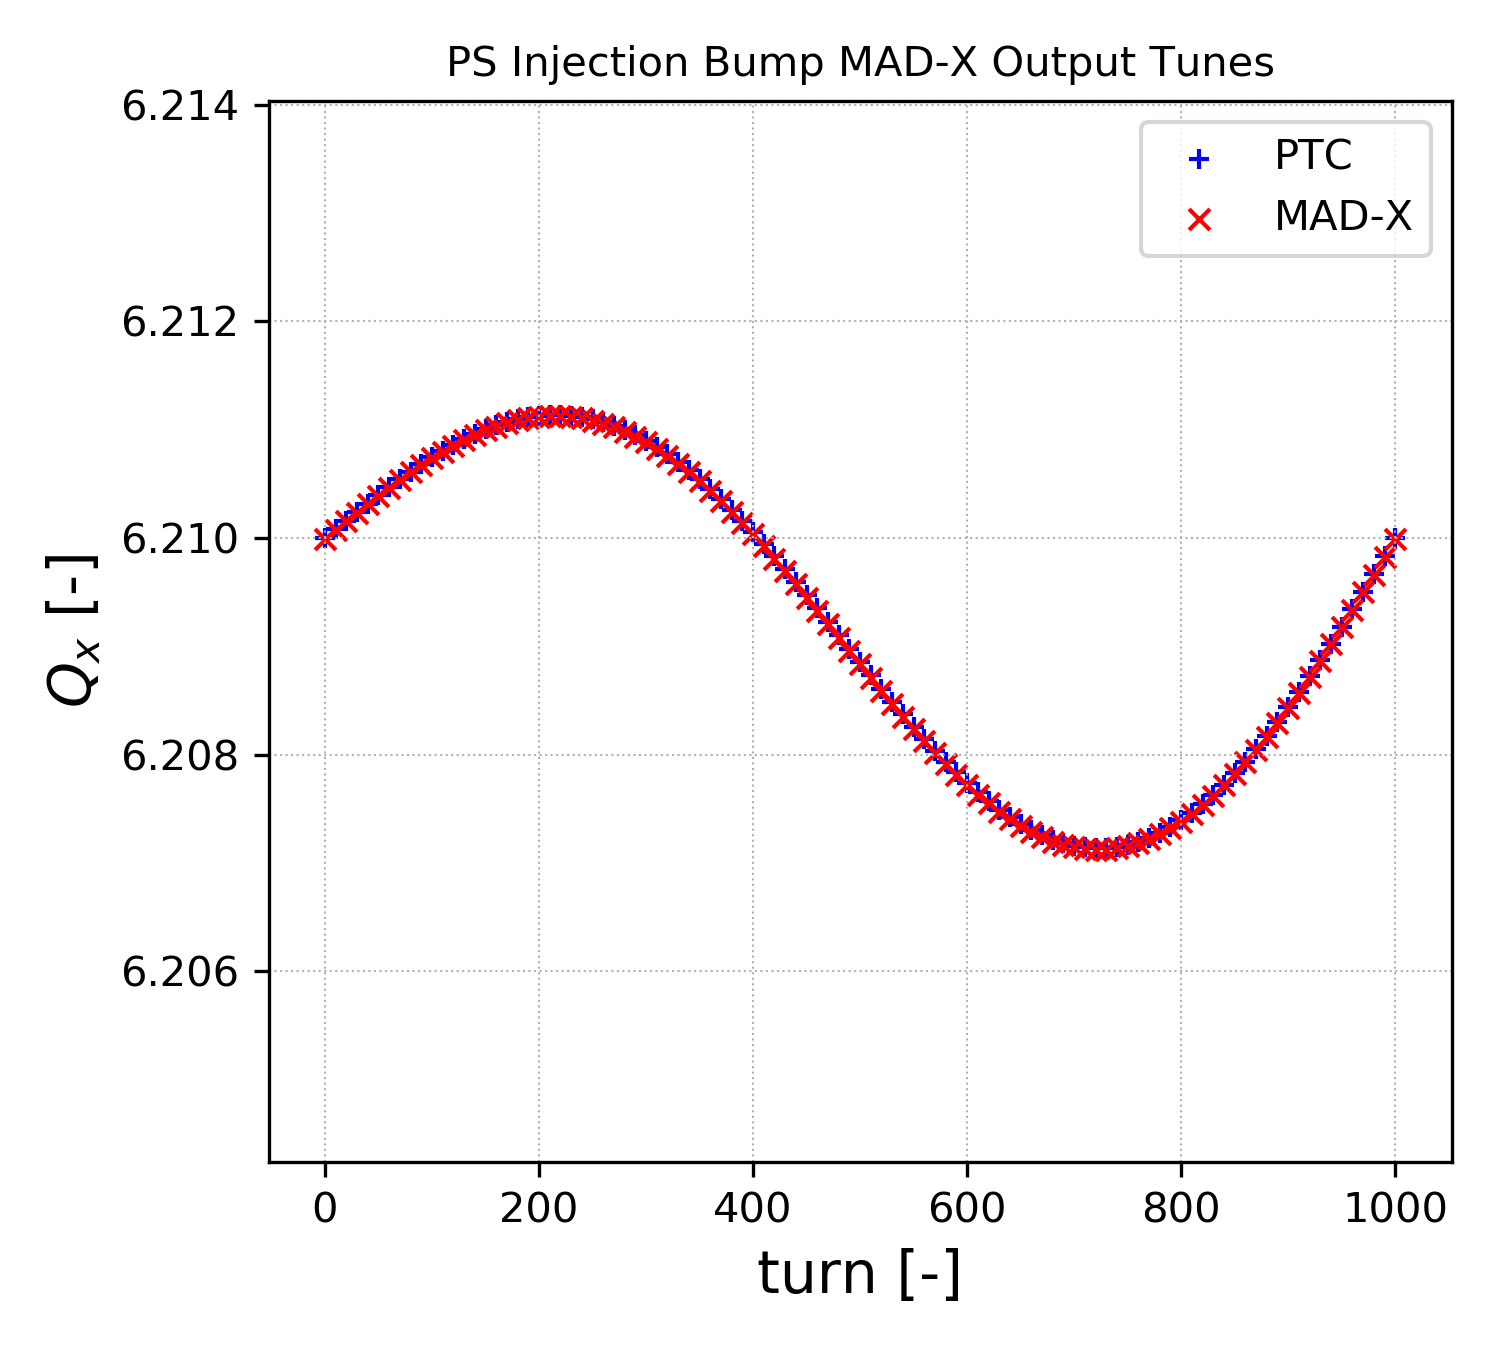 PS Injection Bump MAD-X Output Tunes
6.214
6.212
6.210
6.208
6.206
Qₓ [-]
PTC
MAD-X
0 200 400 600 800 1000
turn [-]